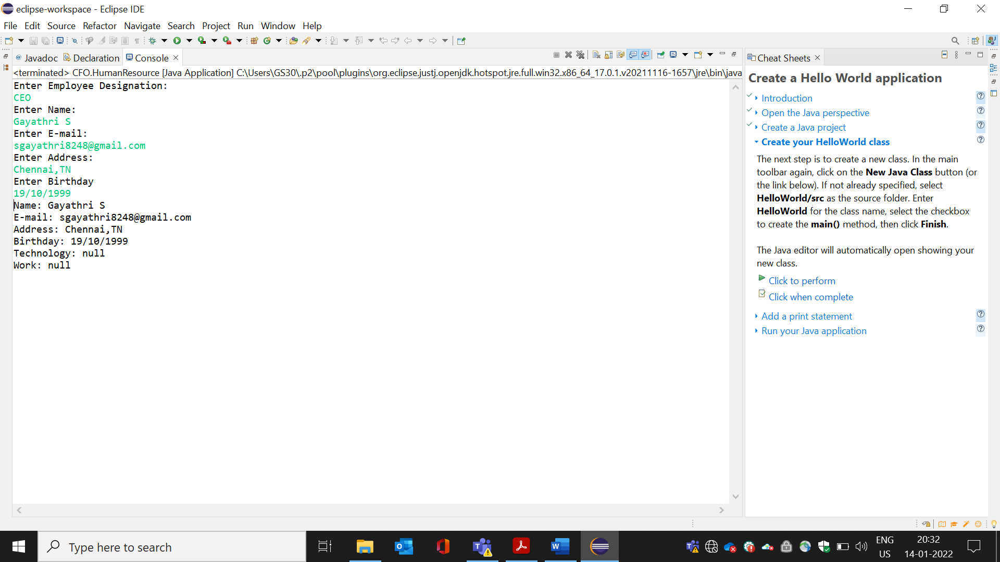 eclipse-workspace - Eclipse IDE
File Edit Source Refactor Navigate Search Project Run Window Help
@ Javadoc Declaration Console
<terminated> CFO.HumanResource [Java Application] C:\Users\GS30\.p2\pool\plugins\org.eclipse.justj.openjdk.hotspot.jre.full.win32.x86_64_17.0.1.v20211116-1657\jre\bin\java
Enter Employee Designation:
CEO
Enter Name:
Gayathri S
Enter E-mail:
sgayathri8248@gmail.com
Enter Address:
Chennai,TN
Enter Birthday
19/10/1999
Name: Gayathri S
E-mail: sgayathri8248@gmail.com
Address: Chennai,TN
Birthday: 19/10/1999
Technology: null
Work: null
Cheat Sheets
Create a Hello World application
Introduction
Open the Java perspective
Create a Java project
Create your HelloWorld class
The next step is to create a new class. In the main
toolbar again, click on the New Java Class button (or
the link below). If not already specified, select
HelloWorld/src as the source folder. Enter
HelloWorld for the class name, select the checkbox
to create the main() method, then click Finish.
The Java editor will automatically open showing your
new class.
Click to perform
Click when complete
Add a print statement
Run your Java application
Type here to search
ENG
US
20:32
14-01-2022